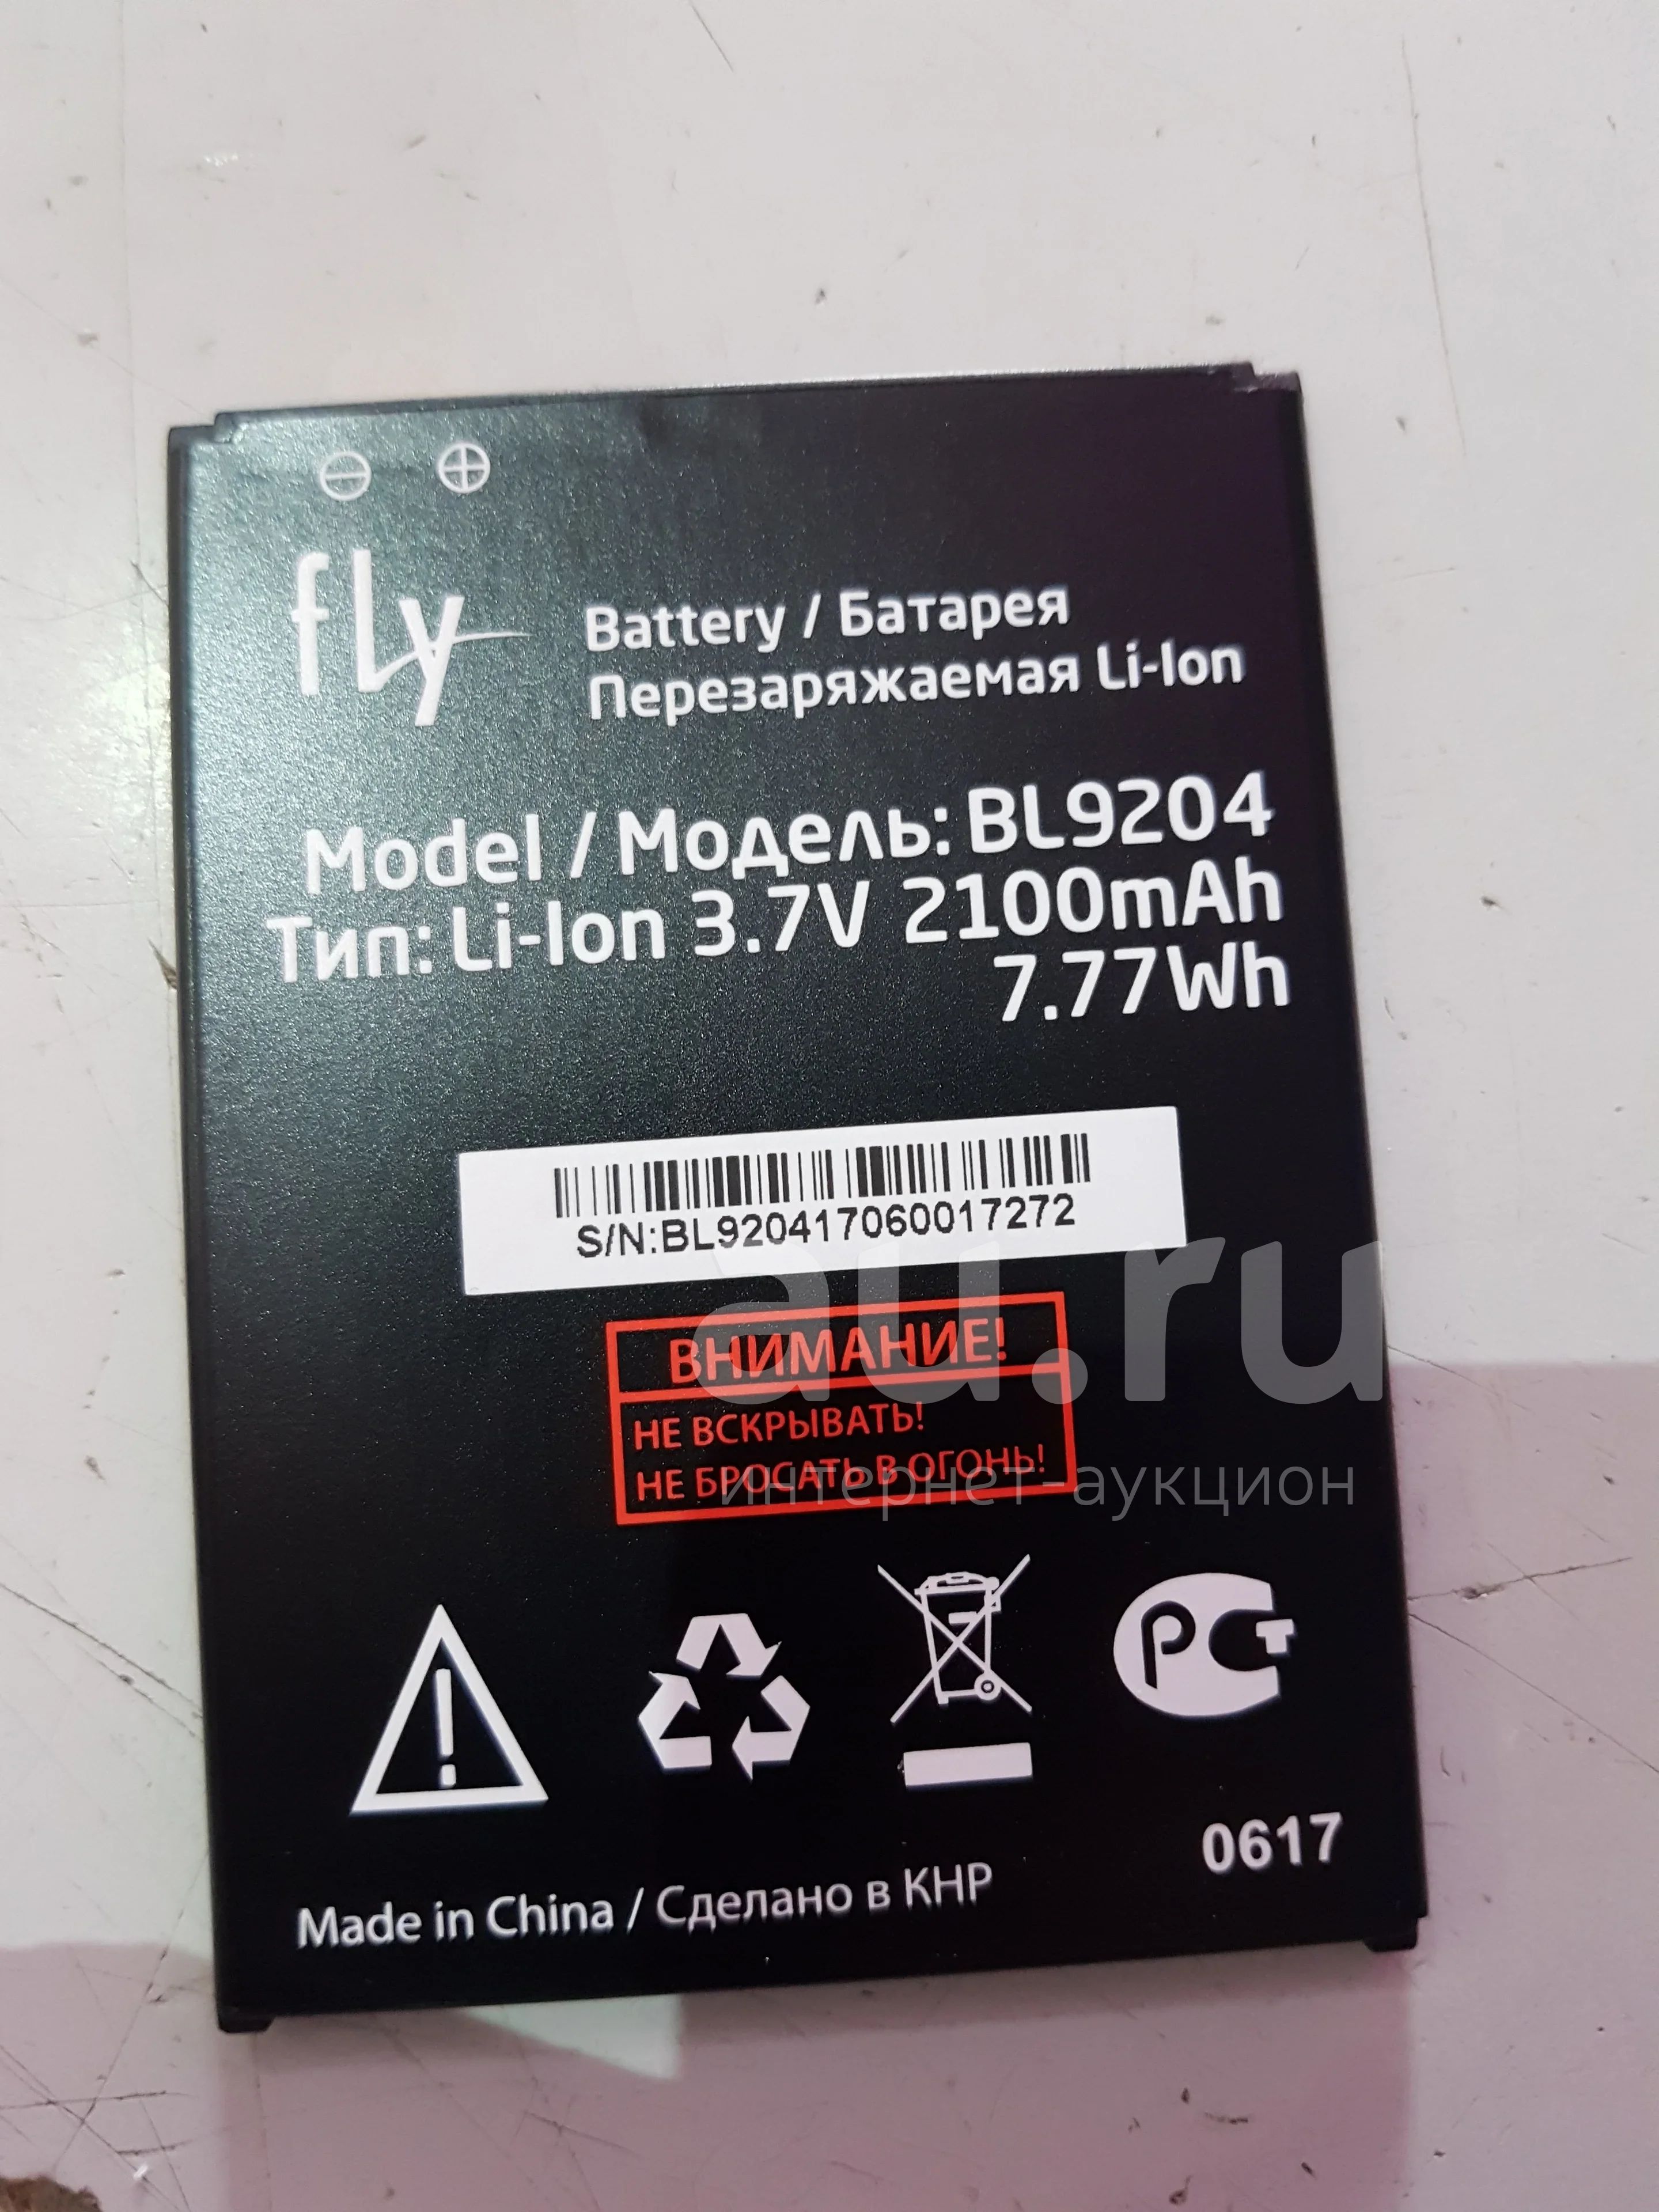 fly
Battery / Батарея
Перезаряжаемая Li-Ion
Model / Модель: BL9204
Тип: Li-Ion 3.7V 2100mAh
7.77Wh
S/N:BL920417060017272
au.ru
ВНИМАНИЕ!
НЕ ВСКРЫВАТЬ!
НЕ БРОСАТЬ В ОГОНЬ!
интернет-аукцион
РСТ
0617
Made in China / Сделано в КНР